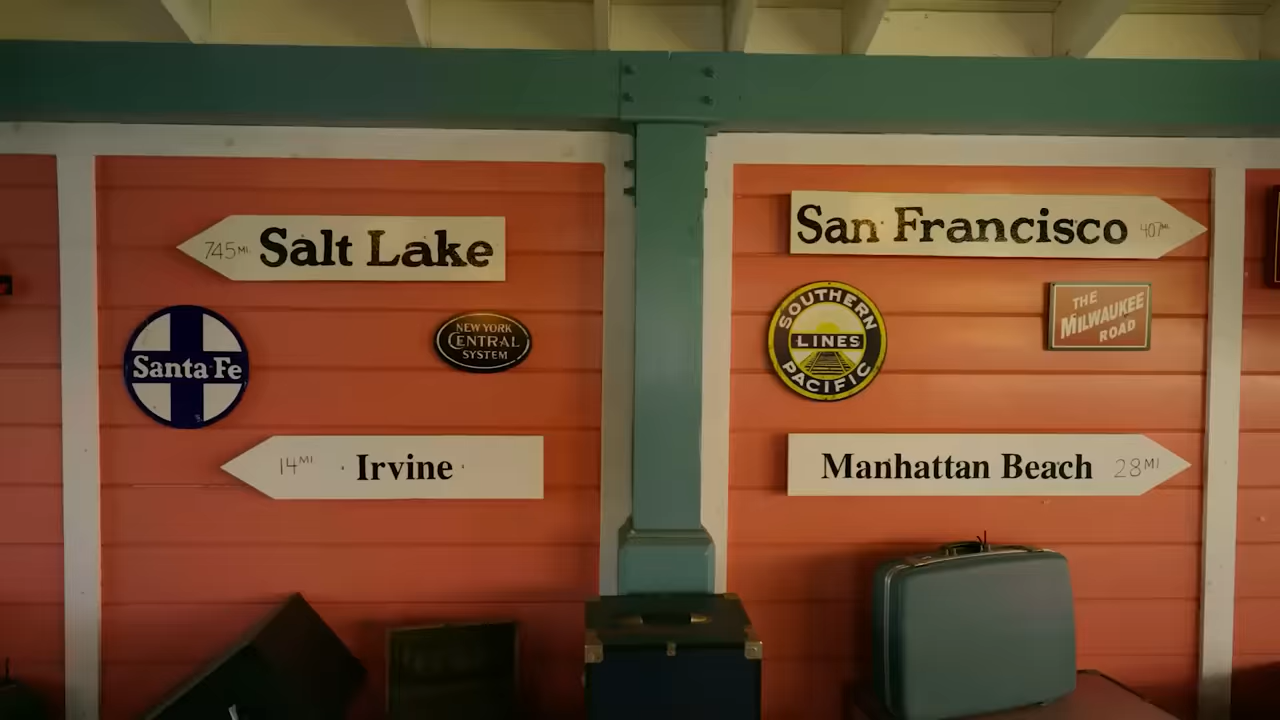 745 MI. Salt Lake
San Francisco 407 MI.
Santa Fe
NEW YORK
CENTRAL
SYSTEM
SOUTHERN
LINES
PACIFIC
THE
MILWAUKEE
ROAD
14 MI · Irvine ·
Manhattan Beach 28 MI